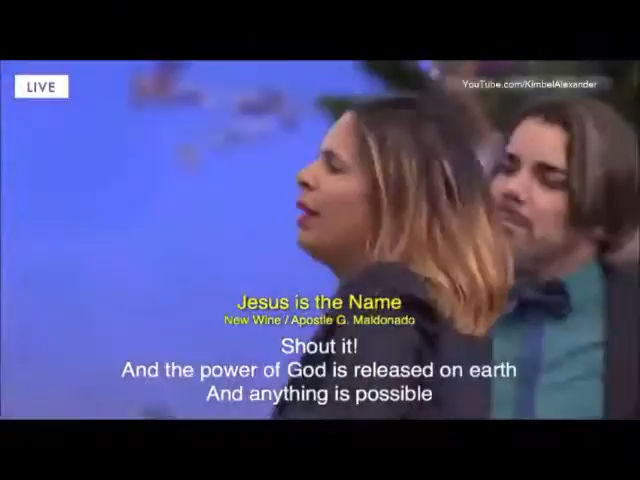 LIVE
YouTube.com/KimbelAlexander
Jesus is the Name
New Wine / Apostle G. Maldonado
Shout it!
And the power of God is released on earth
And anything is possible